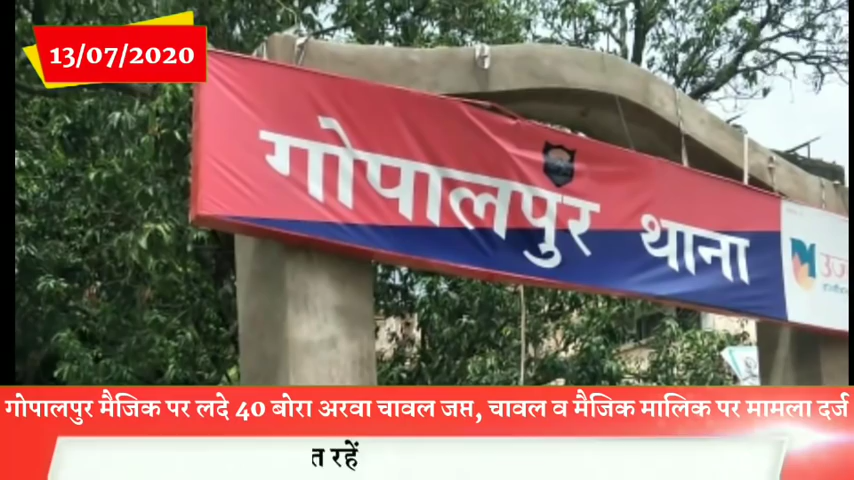 13/07/2020
गोपालपुर थाना
गोपालपुर मैजिक पर लदे 40 बोरा अरवा चावल जप्त, चावल व मैजिक मालिक पर मामला दर्ज
त रहें